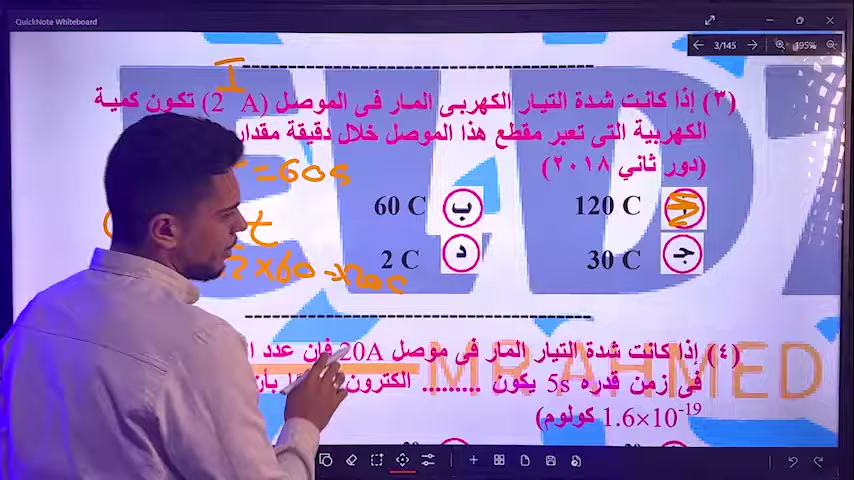 QuickNote Whiteboard
3/145
195%
I
(٣) إذا كانت شدة التيار الكهربى المار فى الموصل (2 A) تكون كمية
الكهربية التى تعبر مقطع هذا الموصل خلال دقيقة مقدار
(دور ثاني ٢٠١٨)
= 60s
120 C
ب 60 C
t
2×60 = 120 C
جـ 30 C
د 2 C
(٤) إذا كانت شدة التيار المار فى موصل 20A فإن عدد
فى زمن قدره 5s يكون ......... الكترون
1.6×10-19 كولوم)
MR AHMED